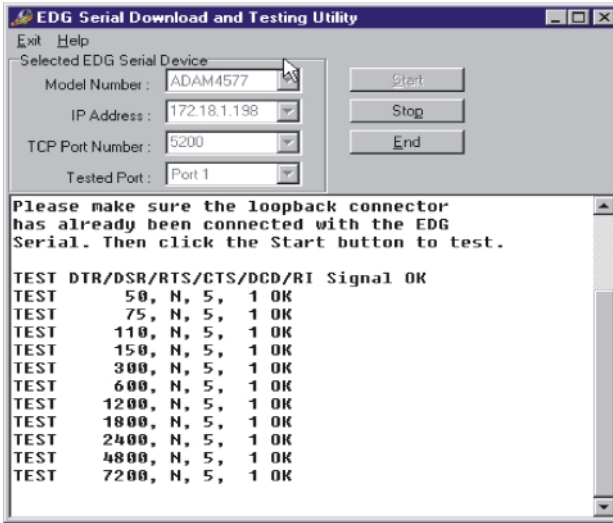 EDG Serial Download and Testing Utility
Exit Help
Selected EDG Serial Device
Model Number : ADAM4577
IP Address : 172.18.1.198
TCP Port Number : 5200
Tested Port : Port 1
Start
Stop
End
Please make sure the loopback connector
has already been connected with the EDG
Serial. Then click the Start button to test.
TEST DTR/DSR/RTS/CTS/DCD/RI Signal OK
TEST 50, N, 5, 1 OK
TEST 75, N, 5, 1 OK
TEST 110, N, 5, 1 OK
TEST 150, N, 5, 1 OK
TEST 300, N, 5, 1 OK
TEST 600, N, 5, 1 OK
TEST 1200, N, 5, 1 OK
TEST 1800, N, 5, 1 OK
TEST 2400, N, 5, 1 OK
TEST 4800, N, 5, 1 OK
TEST 7200, N, 5, 1 OK